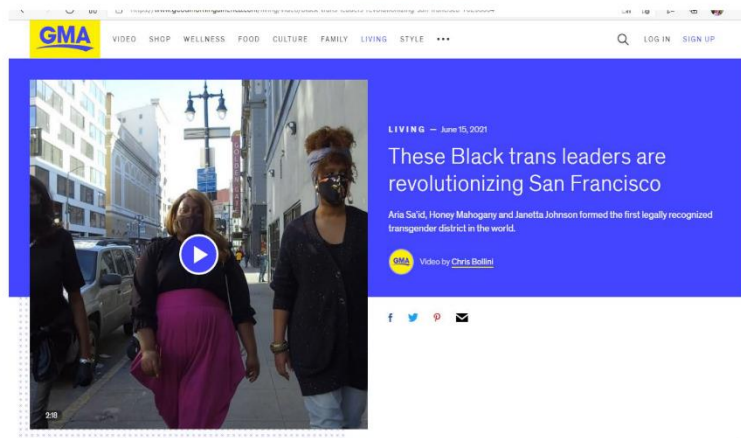 GMA
VIDEO SHOP WELLNESS FOOD CULTURE FAMILY LIVING STYLE ••• LOG IN SIGN UP
LIVING — June 15, 2021
These Black trans leaders are
revolutionizing San Francisco
Aria Sa'id, Honey Mahogany and Janetta Johnson formed the first legally recognized
transgender district in the world.
GMA Video by Chris Bollini
2:18